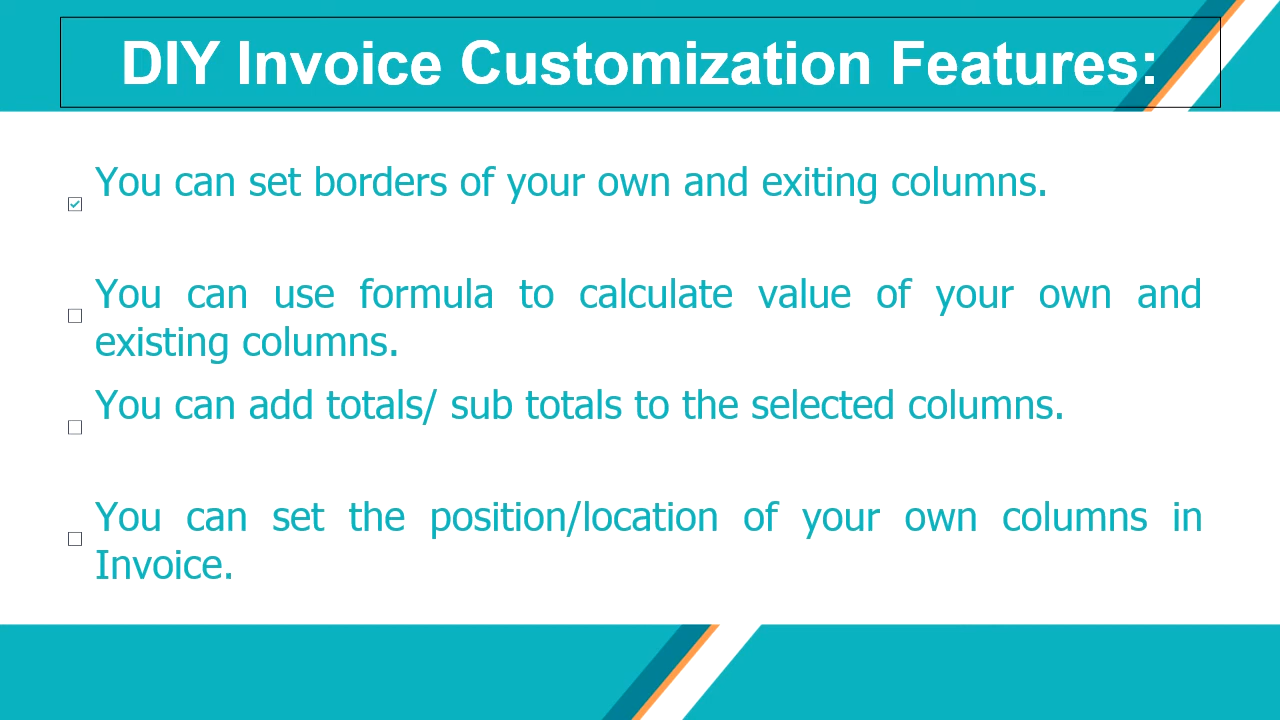 DIY Invoice Customization Features:
You can set borders of your own and exiting columns.
You can use formula to calculate value of your own and
existing columns.
You can add totals/ sub totals to the selected columns.
You can set the position/location of your own columns in
Invoice.